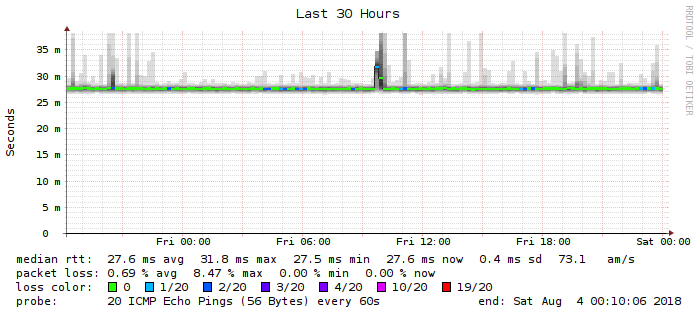 Last 30 Hours
RRDTOOL / TOBI OETIKER
Seconds
35 m
30 m
25 m
20 m
15 m
10 m
5 m
0
Fri 00:00 Fri 06:00 Fri 12:00 Fri 18:00 Sat 00:00
median rtt: 27.6 ms avg 31.8 ms max 27.5 ms min 27.6 ms now 0.4 ms sd 73.1 am/s
packet loss: 0.69 % avg 8.47 % max 0.00 % min 0.00 % now
loss color: 0 1/20 2/20 3/20 4/20 10/20 19/20
probe: 20 ICMP Echo Pings (56 Bytes) every 60s end: Sat Aug 4 00:10:06 2018